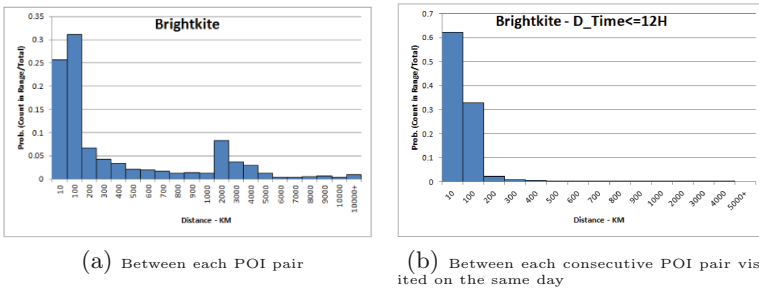 Brightkite
Prob. (Count in Range/Total)
0.35
0.3
0.25
0.2
0.15
0.1
0.05
0
10 100 200 300 400 500 600 700 800 900 1000 2000 3000 4000 5000 6000 7000 8000 9000 10000 10000+
Distance - KM
(a) Between each POI pair
Brightkite - D_Time<=12H
Prob. (Count in Range/Total)
0.7
0.6
0.5
0.4
0.3
0.2
0.1
0
10 100 200 300 400 500 600 700 800 900 1000 2000 3000 4000 5000+
Distance - KM
(b) Between each consecutive POI pair vis
ited on the same day